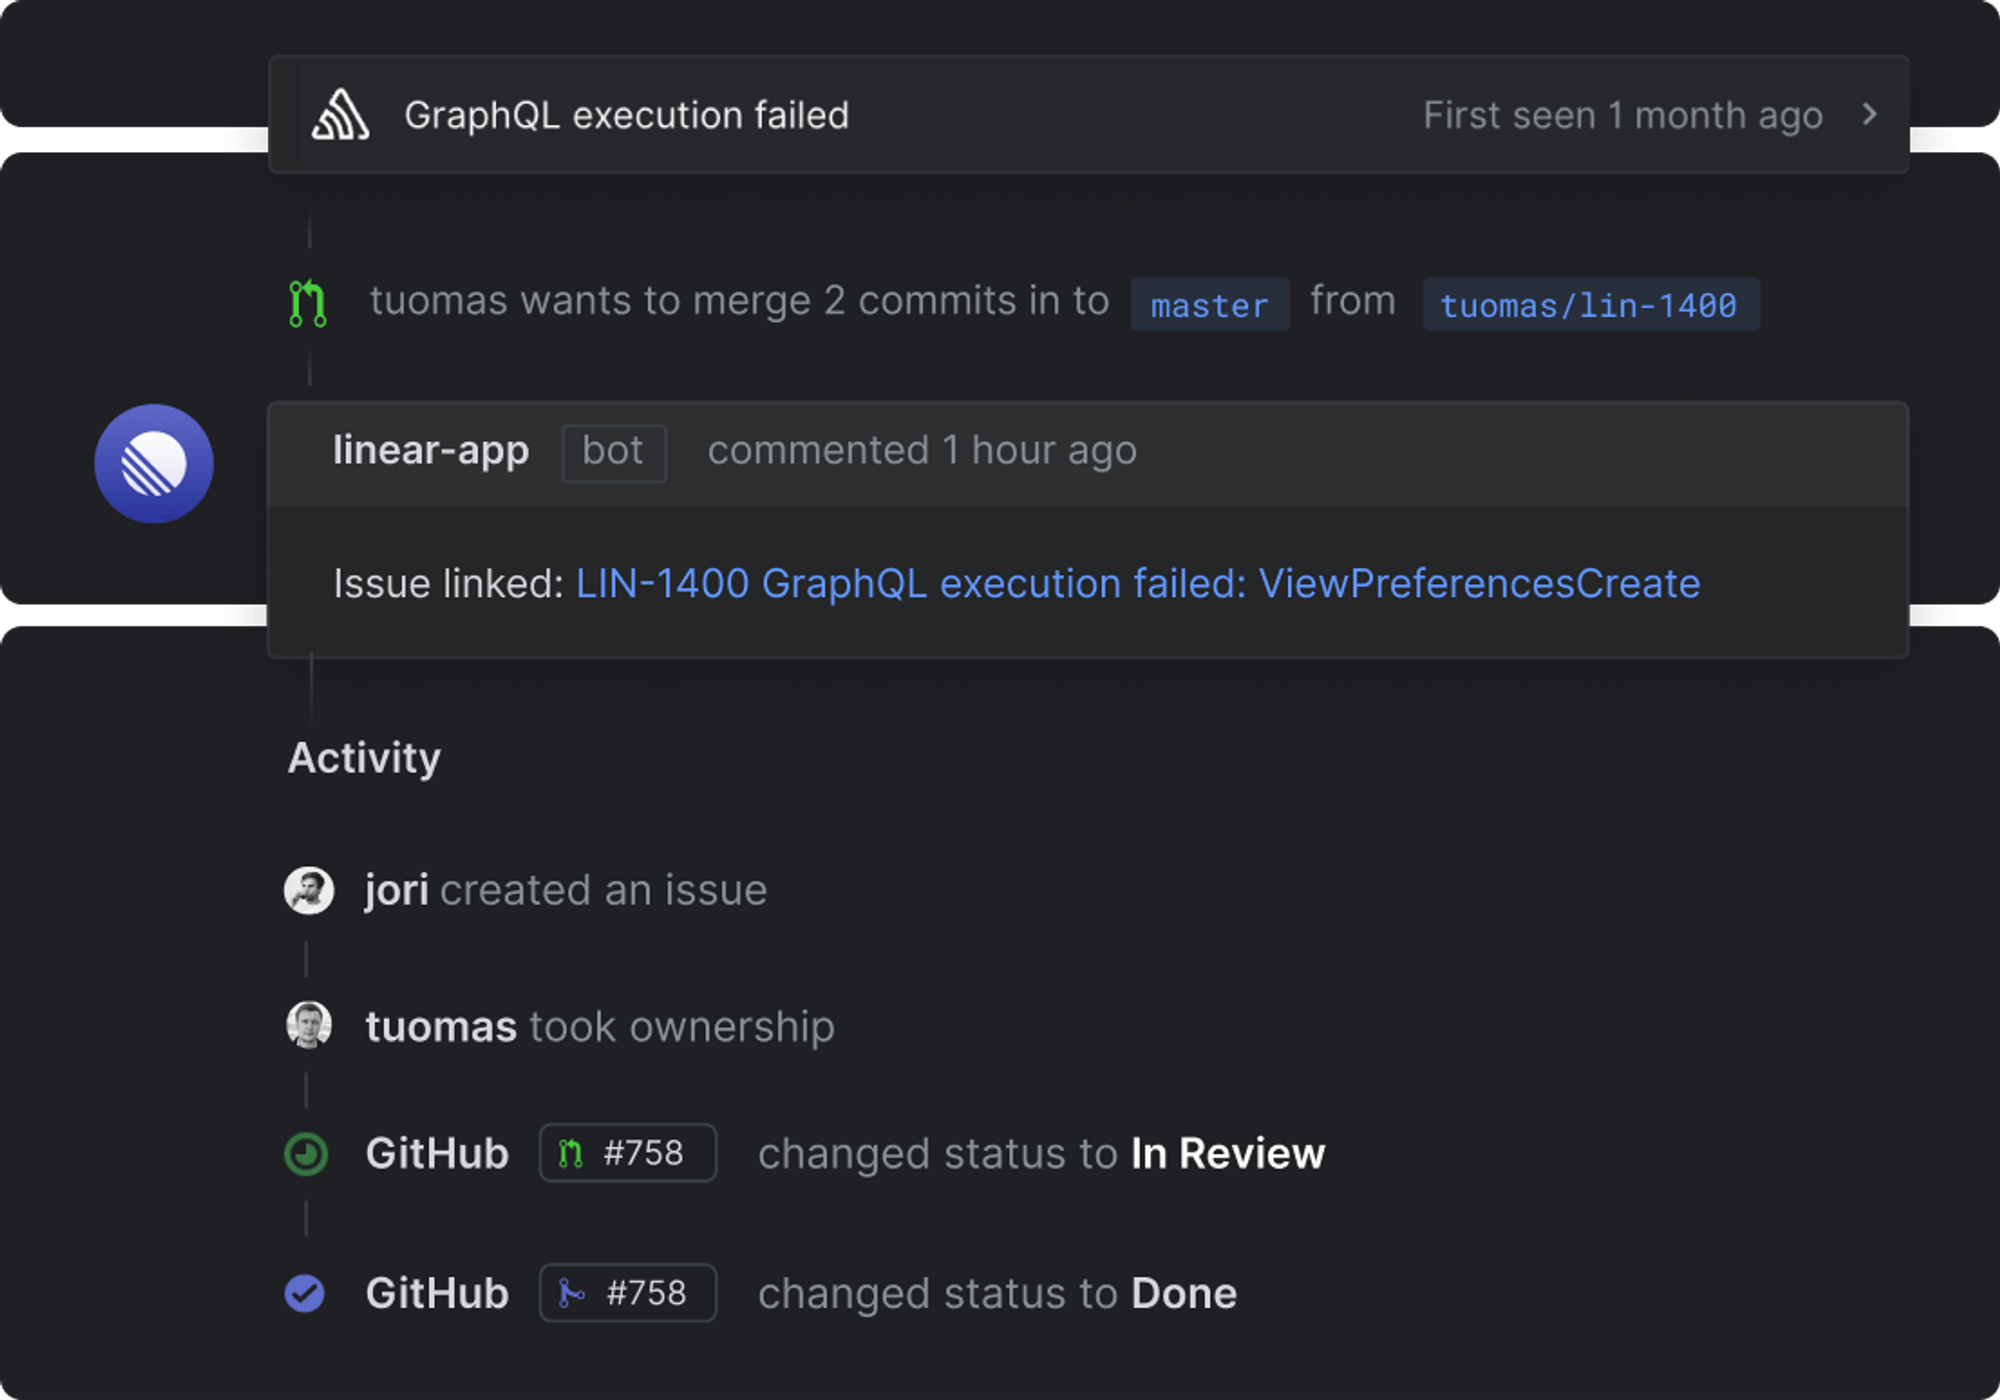 GraphQL execution failed First seen 1 month ago
tuomas wants to merge 2 commits in to master from tuomas/lin-1400
linear-app bot commented 1 hour ago
Issue linked: LIN-1400 GraphQL execution failed: ViewPreferencesCreate
Activity
jori created an issue
tuomas took ownership
GitHub #758 changed status to In Review
GitHub #758 changed status to Done